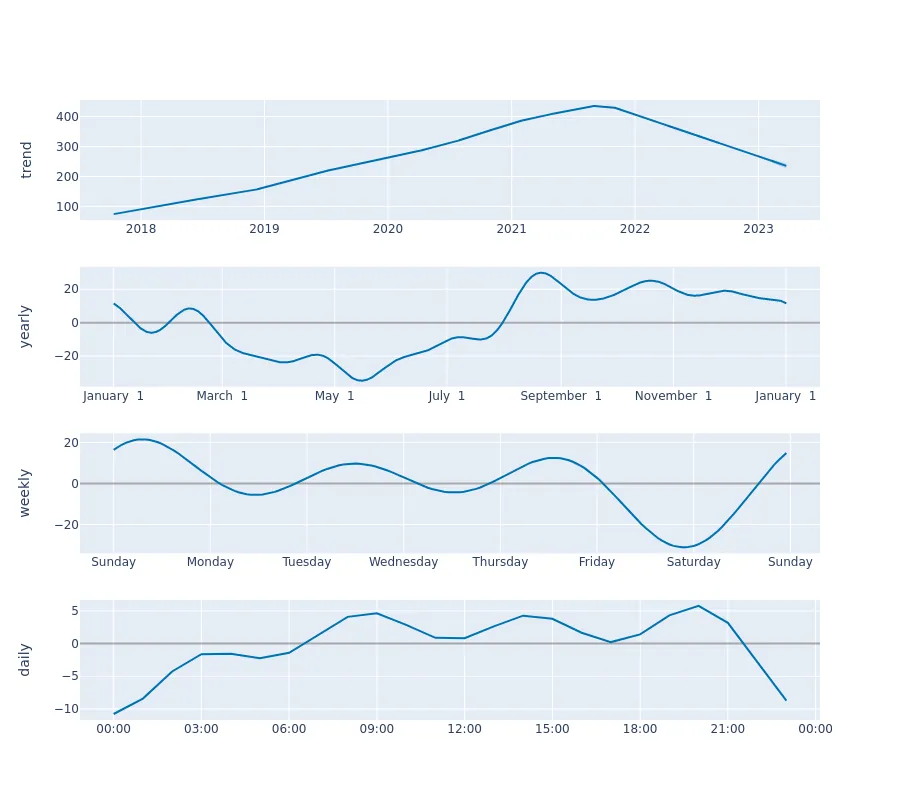 trend
400
300
200
100
2018 2019 2020 2021 2022 2023
yearly
20
0
−20
January 1 March 1 May 1 July 1 September 1 November 1 January 1
weekly
20
0
−20
Sunday Monday Tuesday Wednesday Thursday Friday Saturday Sunday
daily
5
0
−5
−10
00:00 03:00 06:00 09:00 12:00 15:00 18:00 21:00 00:00